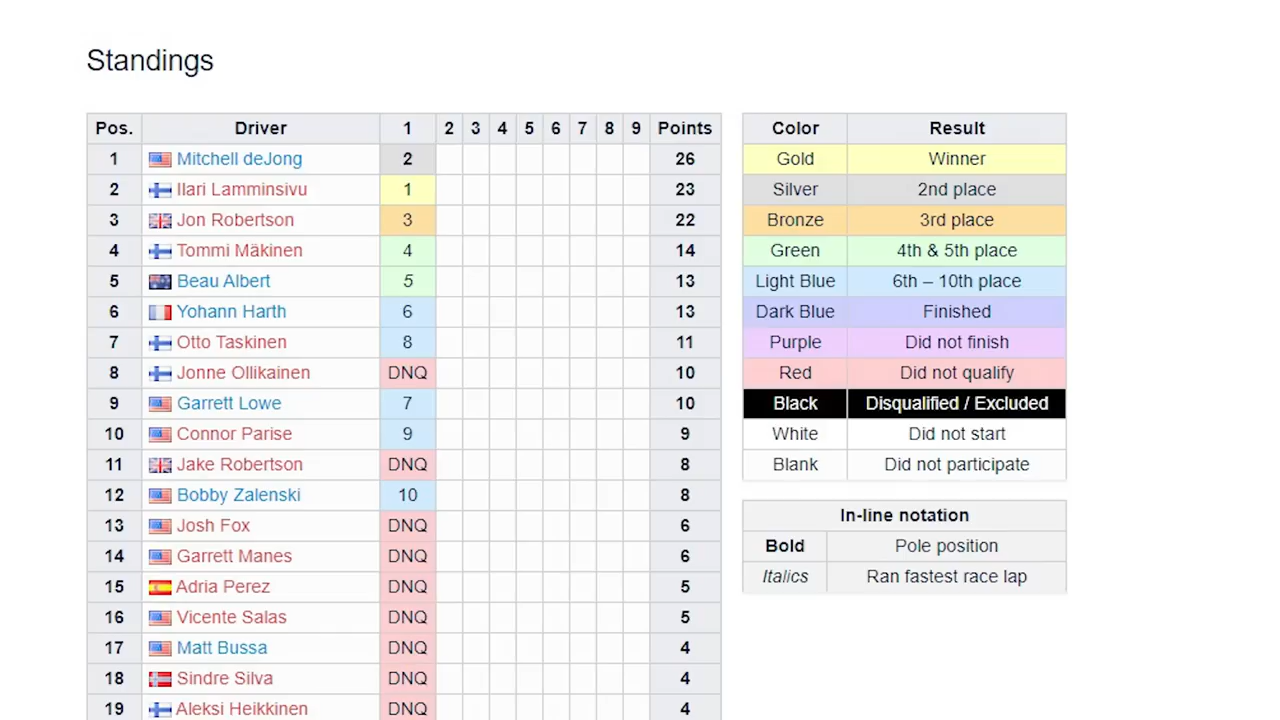 Standings
Pos. Driver 1 2 3 4 5 6 7 8 9 Points
1 Mitchell deJong 2 26
2 Ilari Lamminsivu 1 23
3 Jon Robertson 3 22
4 Tommi Mäkinen 4 14
5 Beau Albert 5 13
6 Yohann Harth 6 13
7 Otto Taskinen 8 11
8 Jonne Ollikainen DNQ 10
9 Garrett Lowe 7 10
10 Connor Parise 9 9
11 Jake Robertson DNQ 8
12 Bobby Zalenski 10 8
13 Josh Fox DNQ 6
14 Garrett Manes DNQ 6
15 Adria Perez DNQ 5
16 Vicente Salas DNQ 5
17 Matt Bussa DNQ 4
18 Sindre Silva DNQ 4
19 Aleksi Heikkinen DNQ 4
Color Result
Gold Winner
Silver 2nd place
Bronze 3rd place
Green 4th & 5th place
Light Blue 6th – 10th place
Dark Blue Finished
Purple Did not finish
Red Did not qualify
Black Disqualified / Excluded
White Did not start
Blank Did not participate
In-line notation
Bold Pole position
Italics Ran fastest race lap